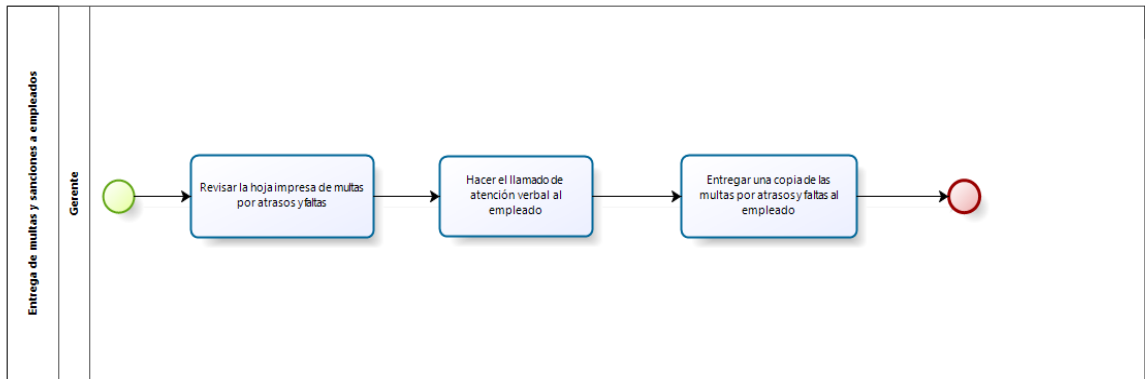 Entrega de multas y sanciones a empleados
Gerente
Revisar la hoja impresa de multas
por atrasos y faltas
Hacer el llamado de
atención verbal al
empleado
Entregar una copia de las
multas por atrasos y faltas al
empleado